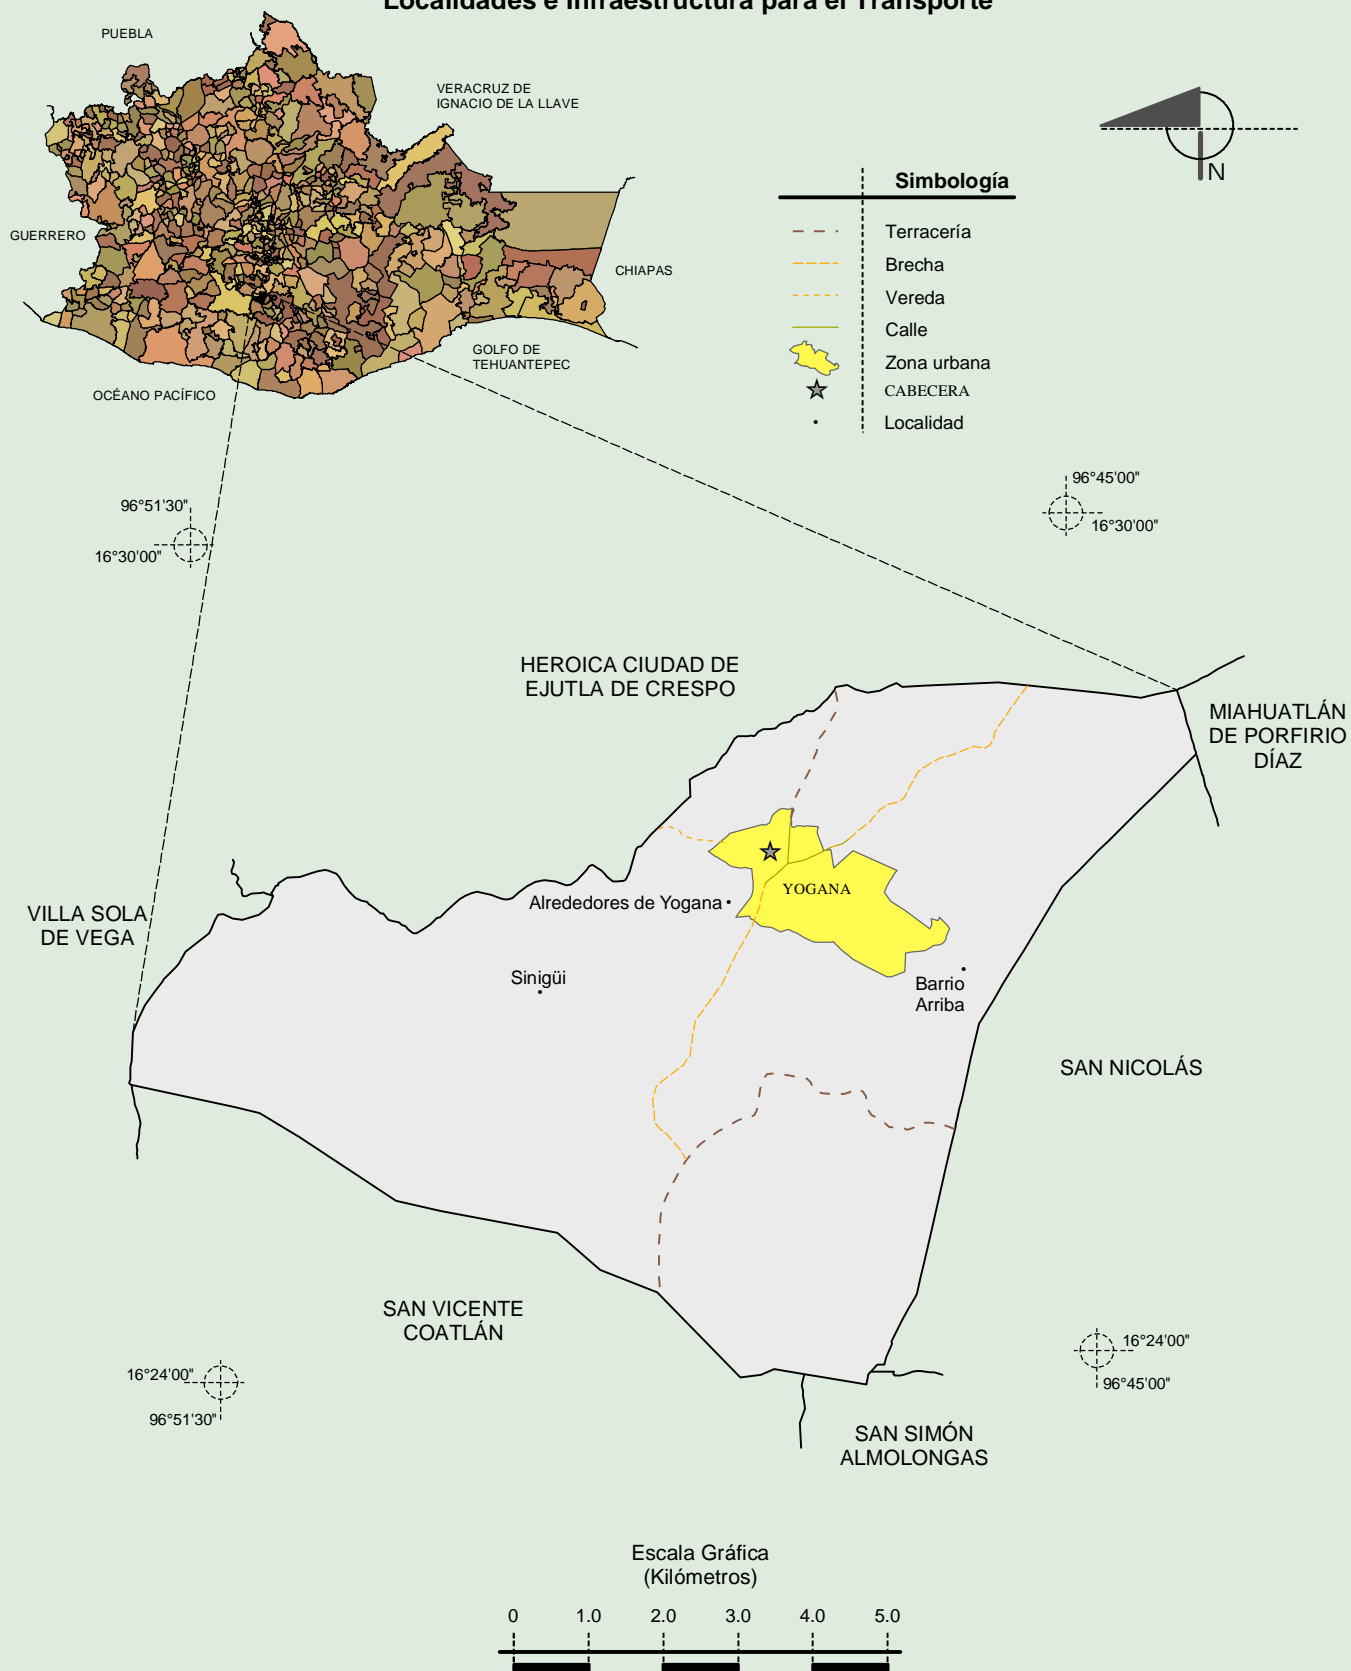 Localidades e Infraestructura para el Transporte
PUEBLA
VERACRUZ DE
IGNACIO DE LA LLAVE
GUERRERO
CHIAPAS
GOLFO DE
TEHUANTEPEC
OCÉANO PACÍFICO
N
Simbología
Terracería
Brecha
Vereda
Calle
Zona urbana
CABECERA
Localidad
96°51'30"
16°30'00"
96°45'00"
16°30'00"
HEROICA CIUDAD DE
EJUTLA DE CRESPO
MIAHUATLÁN
DE PORFIRIO
DÍAZ
VILLA SOLA
DE VEGA
YOGANA
Alrededores de Yogana
Sinigüi
Barrio
Arriba
SAN NICOLÁS
SAN VICENTE
COATLÁN
16°24'00"
96°51'30"
16°24'00"
96°45'00"
SAN SIMÓN
ALMOLONGAS
Escala Gráfica
(Kilómetros)
0 1.0 2.0 3.0 4.0 5.0